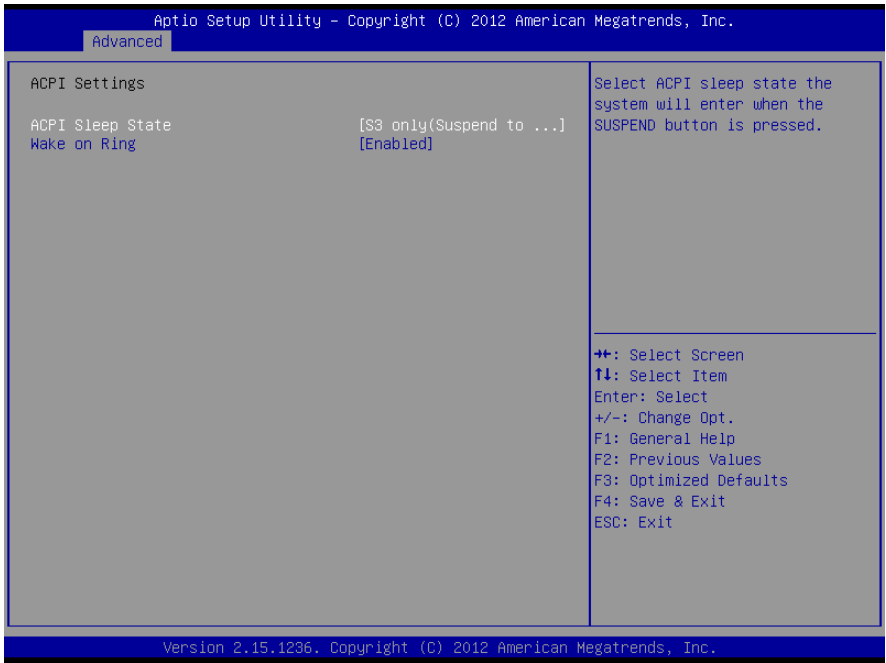 Aptio Setup Utility – Copyright (C) 2012 American Megatrends, Inc.
Advanced
ACPI Settings
ACPI Sleep State [S3 only(Suspend to ...]
Wake on Ring [Enabled]
Select ACPI sleep state the
system will enter when the
SUSPEND button is pressed.
→←: Select Screen
↑↓: Select Item
Enter: Select
+/-: Change Opt.
F1: General Help
F2: Previous Values
F3: Optimized Defaults
F4: Save & Exit
ESC: Exit
Version 2.15.1236. Copyright (C) 2012 American Megatrends, Inc.